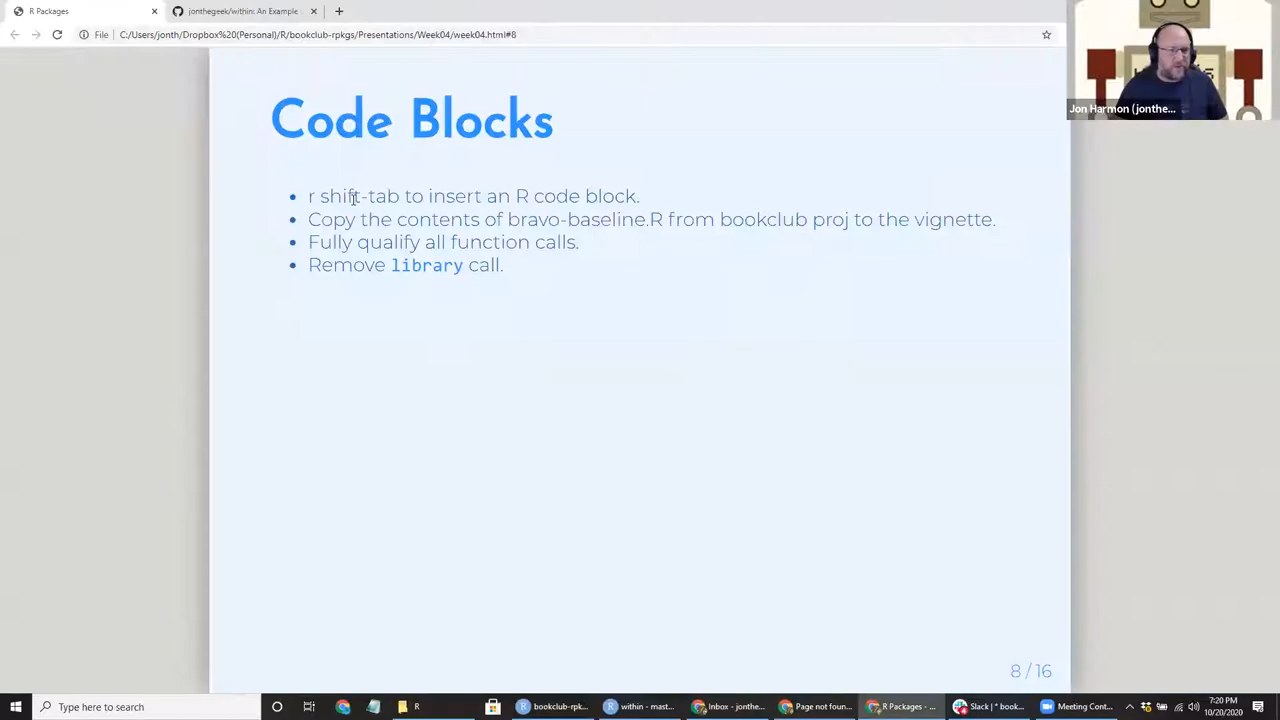 R Packages
jonthegeek/within: An Example
File
C:/Users/jonth/Dropbox%20(Personal)/R/bookclub-rpkgs/Presentations/Week04/week04.html#8
Jon Harmon (jonthe...
Code Blocks
r shift-tab to insert an R code block.
Copy the contents of bravo-baseline.R from bookclub proj to the vignette.
Fully qualify all function calls.
Remove library call.
8 / 16
Type here to search
R
bookclub-rpk...
within - mast...
Inbox - jonthe...
Page not foun...
R Packages - ...
Slack | * book...
Meeting Cont...
7:20 PM
10/20/2020